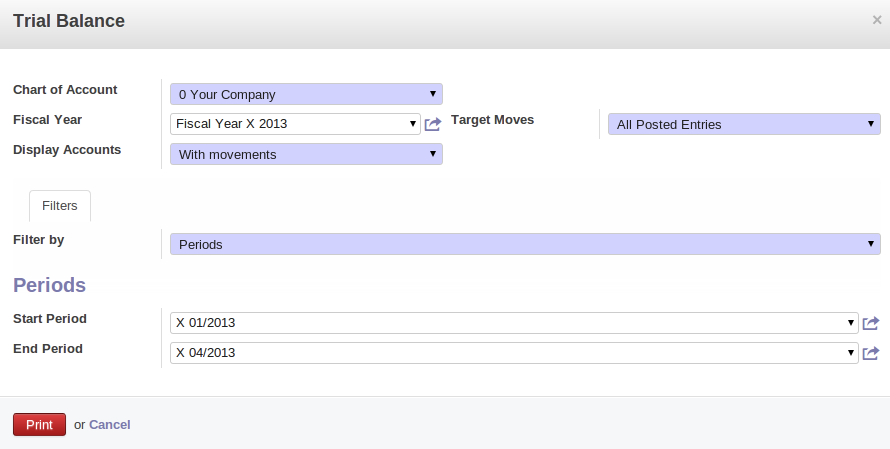 Trial Balance
×
Chart of Account
0 Your Company
Fiscal Year
Fiscal Year X 2013
Target Moves
All Posted Entries
Display Accounts
With movements
Filters
Filter by
Periods
Periods
Start Period
X 01/2013
End Period
X 04/2013
Print or Cancel